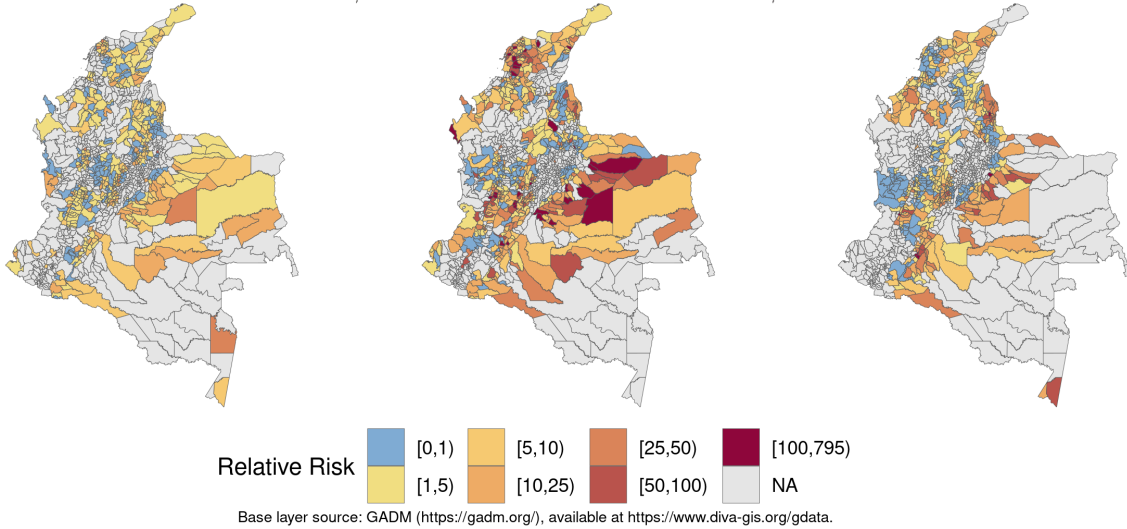 Relative Risk
[0,1)
[5,10)
[25,50)
[100,795)
[1,5)
[10,25)
[50,100)
NA
Base layer source: GADM (https://gadm.org/), available at https://www.diva-gis.org/gdata.